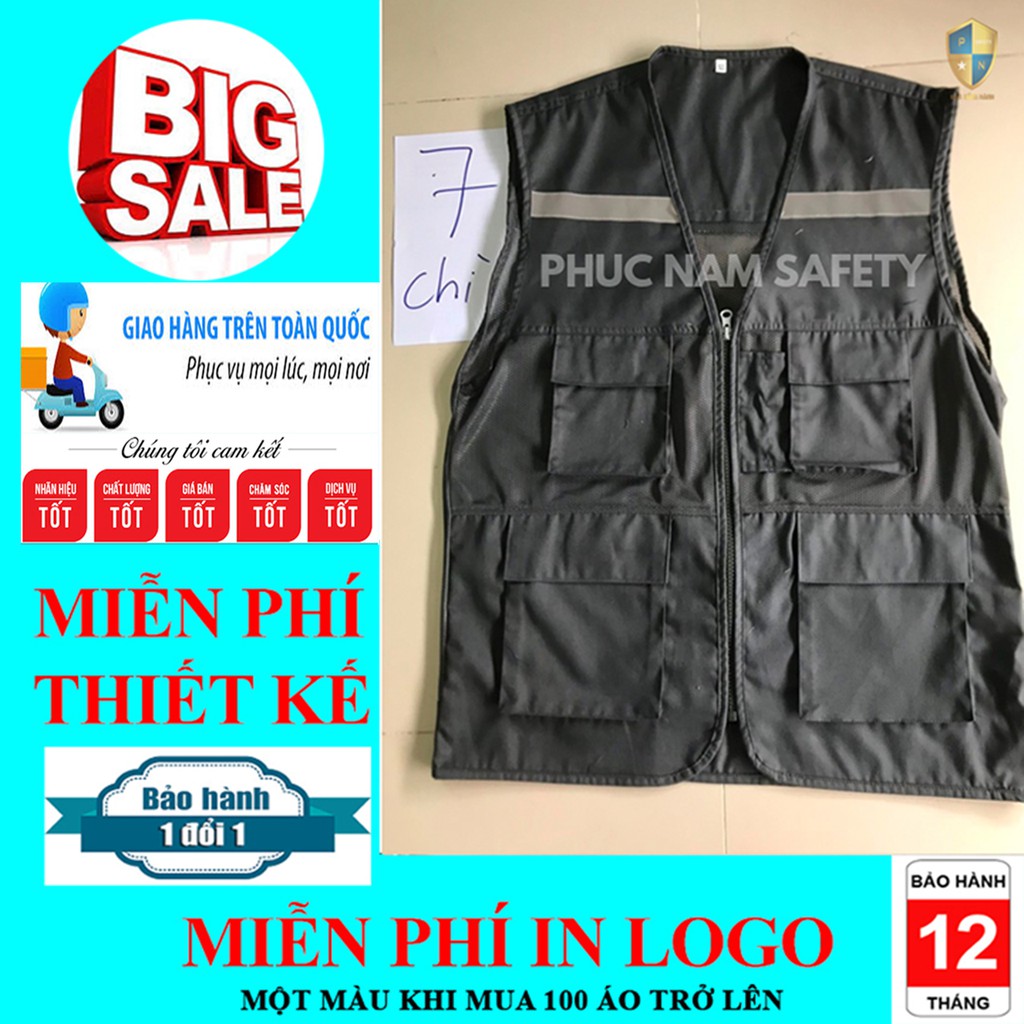 BIG
SALE
GIAO HÀNG TRÊN TOÀN QUỐC
Phục vụ mọi lúc, mọi nơi
Chúng tôi cam kết
NHÃN HIỆU
TỐT
CHẤT LƯỢNG
TỐT
GIÁ BÁN
TỐT
CHĂM SÓC
TỐT
DỊCH VỤ
TỐT
MIỄN PHÍ
THIẾT KẾ
Bảo hành
1 đổi 1
7
chì
P
N
PHUC NAM SAFETY
MIỄN PHÍ IN LOGO
MỘT MÀU KHI MUA 100 ÁO TRỞ LÊN
BẢO HÀNH
12
THÁNG